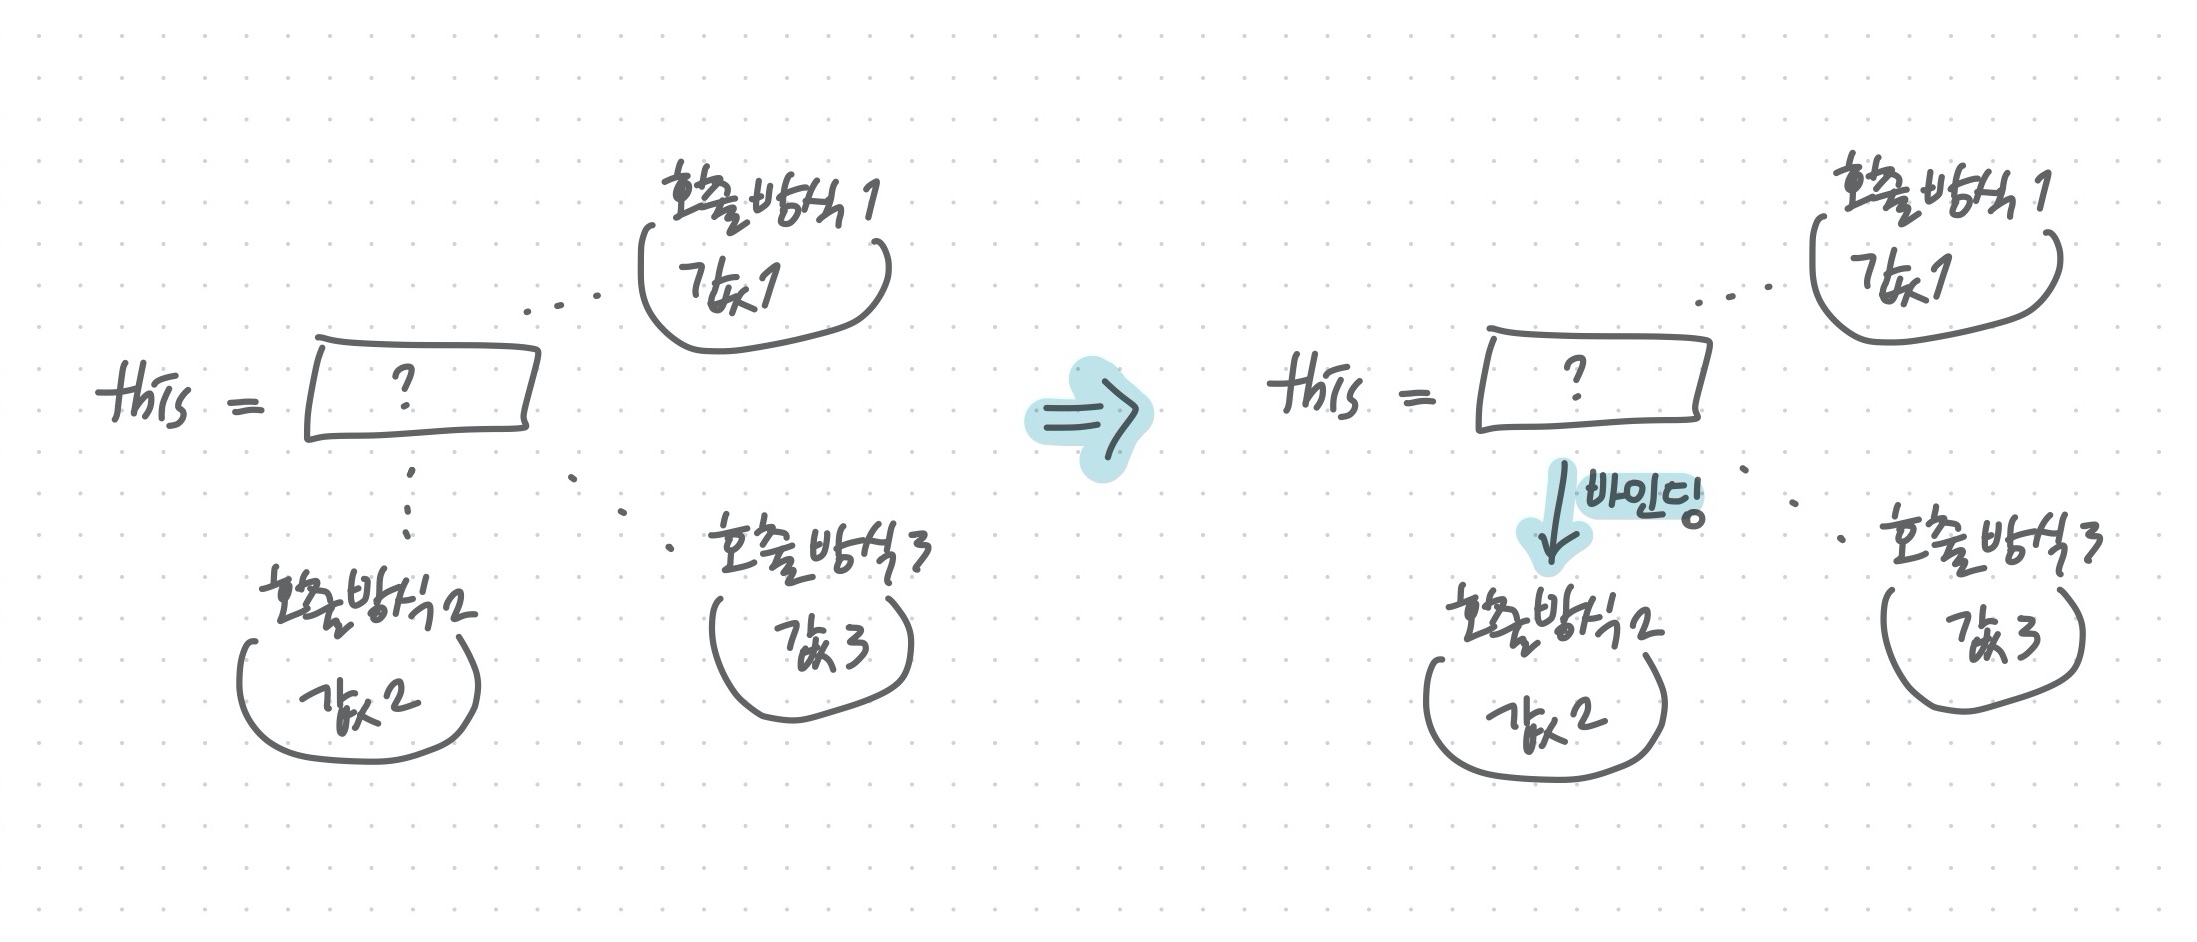 호출방식 1
값1
this = ?
호출방식 2
값2
호출방식 3
값3
⇒
호출방식 1
값1
this = ?
바인딩
호출방식 2
값2
호출방식 3
값3